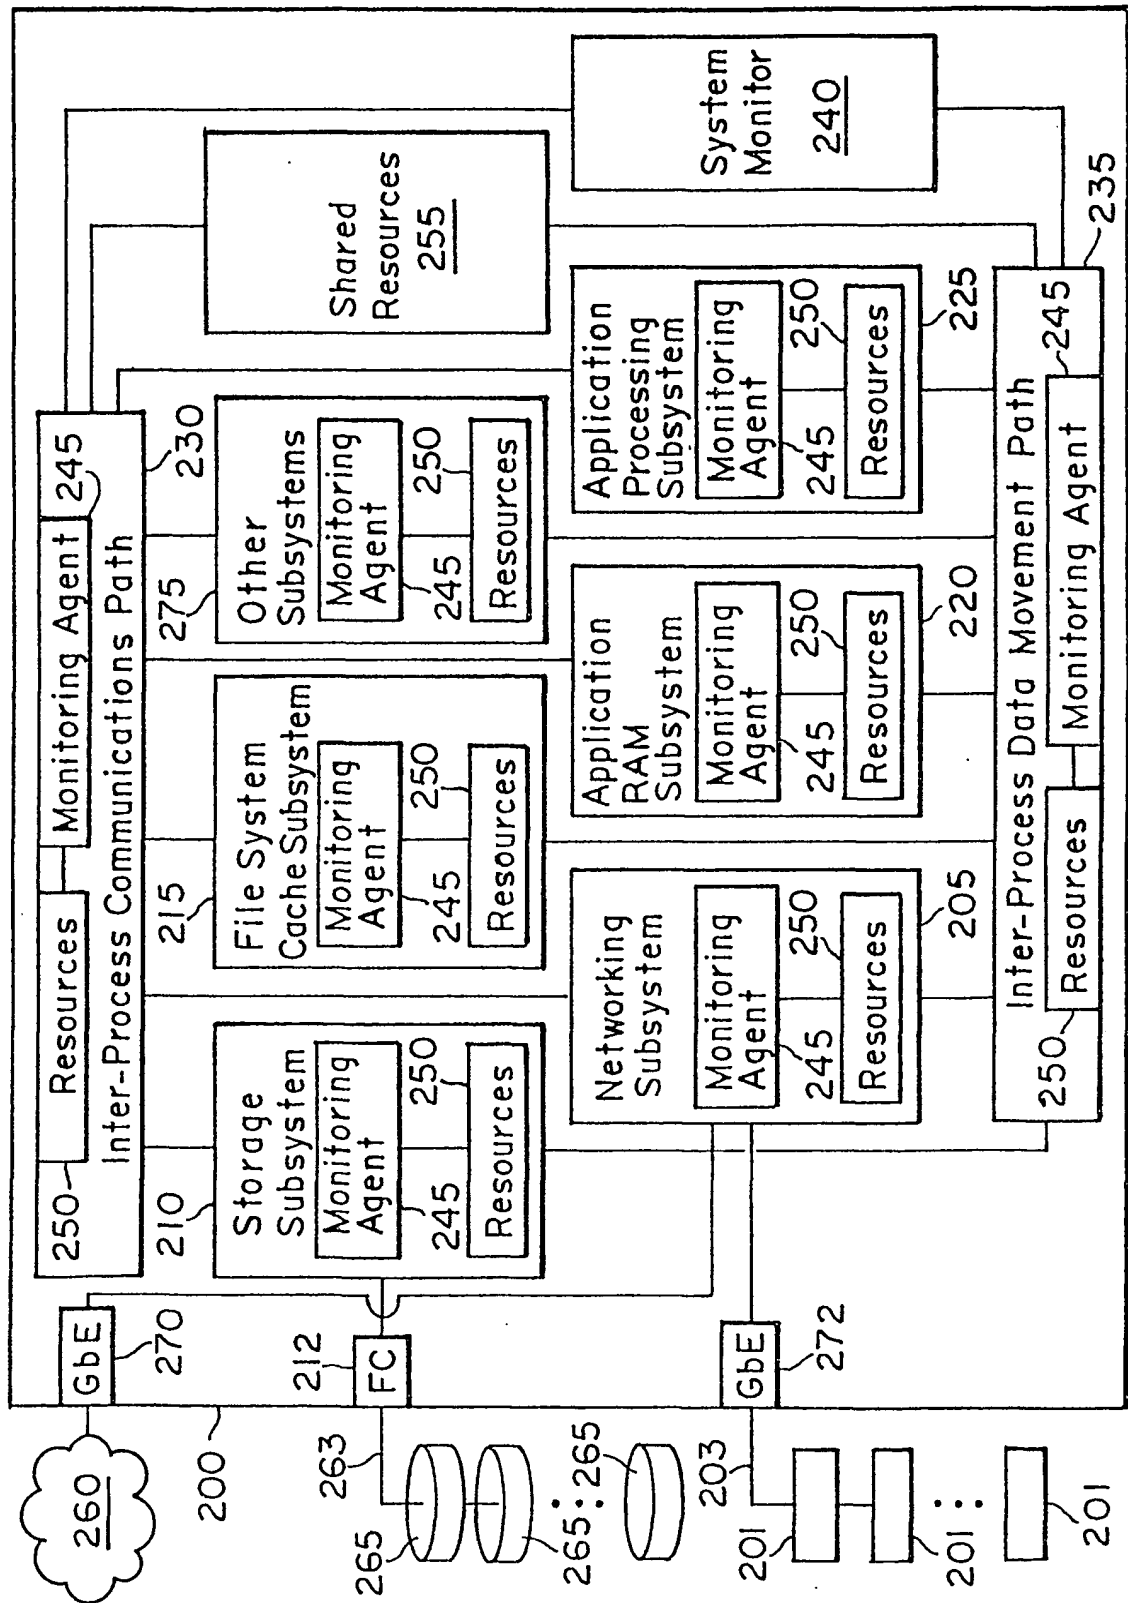 260
GbE
270
200
250
Resources
Monitoring Agent
245
Inter-Process Communications Path
230
210
Storage
Subsystem
Monitoring
Agent
245
250
Resources
215
File System
Cache Subsystem
Monitoring
Agent
245
250
Resources
275
Other
Subsystems
Monitoring
Agent
245
250
Resources
Shared
Resources
255
System
Monitor
240
212
FC
263
265
265
265
Networking
Subsystem
Monitoring
Agent
245
250
Resources
205
Application
RAM
Subsystem
Monitoring
Agent
245
250
Resources
220
Application
Processing
Subsystem
Monitoring
Agent
245
250
Resources
225
GbE
272
203
201
201
201
Inter-Process Data Movement Path
235
250
Resources
Monitoring Agent
245